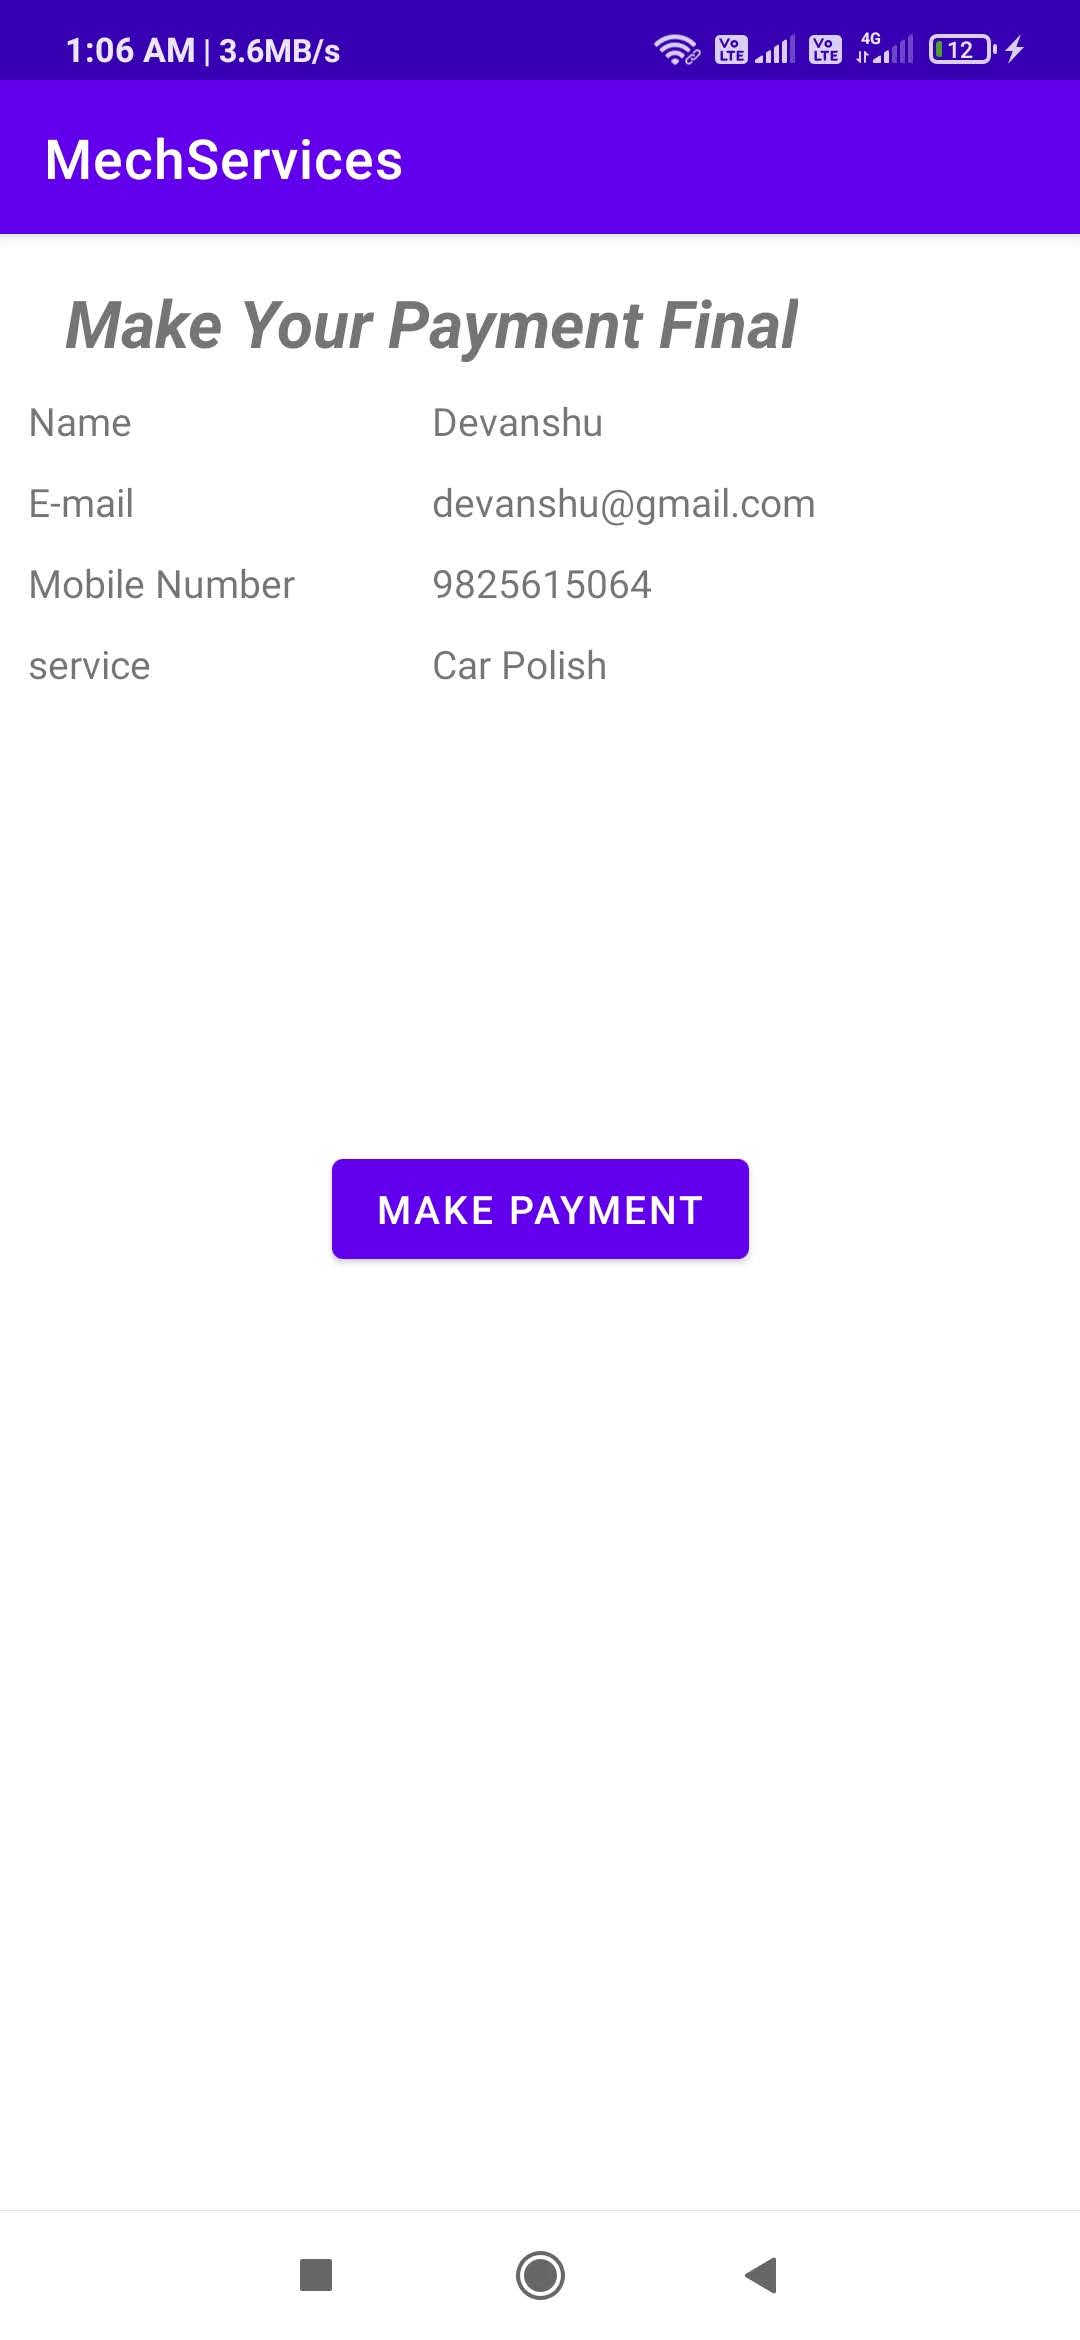 1:06 AM | 3.6MB/s Vo LTE Vo LTE 4G 12
MechServices
Make Your Payment Final
Name Devanshu
E-mail devanshu@gmail.com
Mobile Number 9825615064
service Car Polish
MAKE PAYMENT